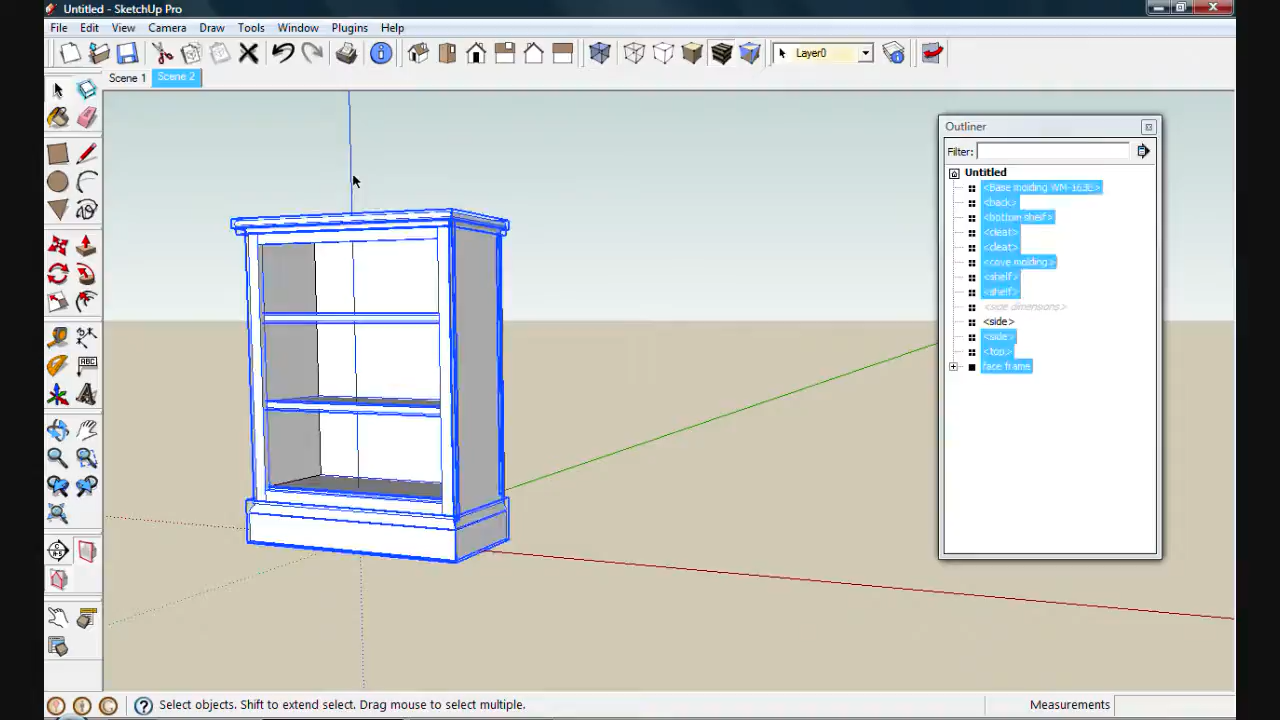 Untitled - SketchUp Pro
File Edit View Camera Draw Tools Window Plugins Help
Layer0
Scene 1 Scene 2
Outliner
Filter:
Untitled
<Base molding WM-163E>
<back>
<bottom shelf>
<cleat>
<cleat>
<cove molding>
<shelf>
<shelf>
<side dimensions>
<side>
<side>
<top>
face frame
ABC
Select objects. Shift to extend select. Drag mouse to select multiple.
Measurements